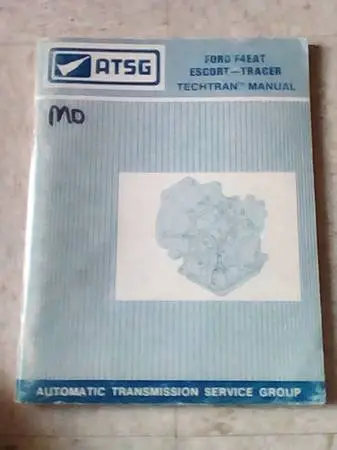 ATSG
FORD F4EAT
ESCORT—TRACER
TECHTRAN™ MANUAL
MD
AUTOMATIC TRANSMISSION SERVICE GROUP